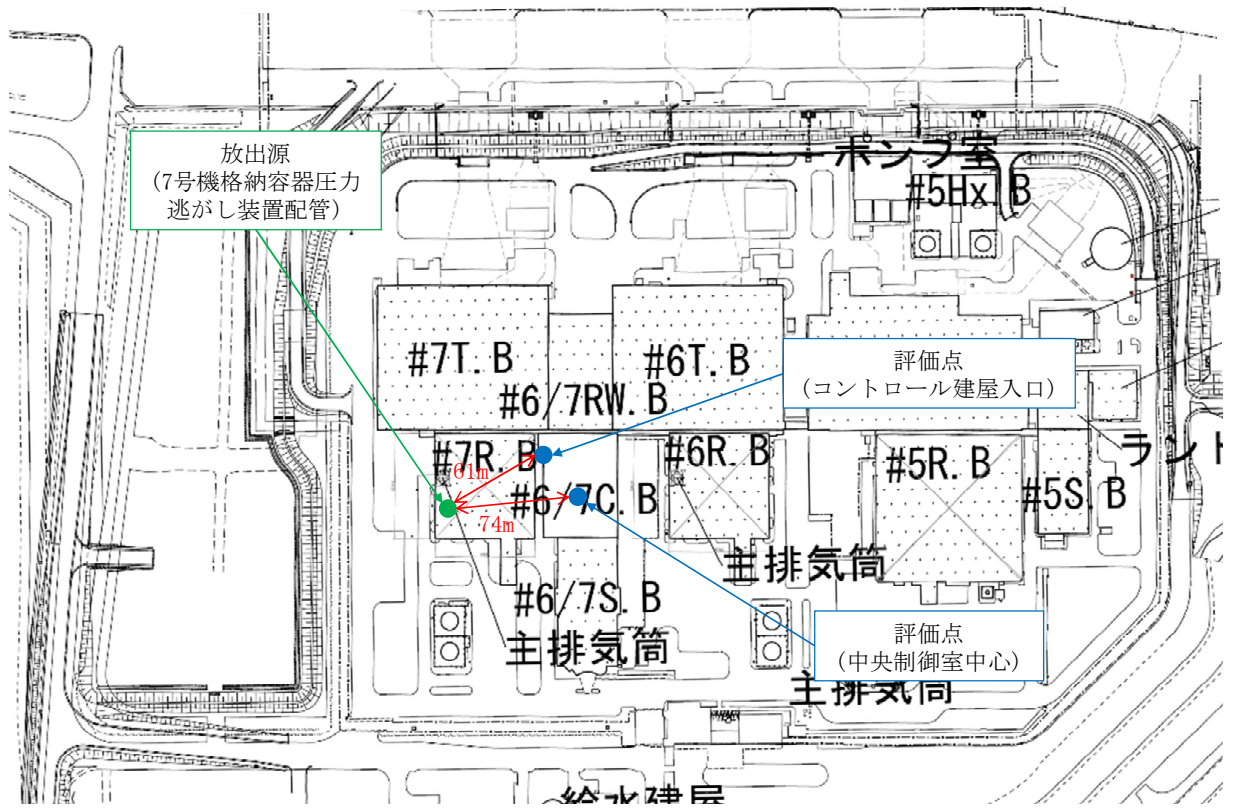 ポンプ室
#5Hx. B
放出源
(7号機格納容器圧力
逃がし装置配管)
#7T. B
#6T. B
#6/7RW. B
評価点
(コントロール建屋入口)
#7R. B
#6R. B
#5R. B
ランド
61m
#6/7C. B
#5S. B
74m
主排気筒
#6/7S. B
主排気筒
評価点
(中央制御室中心)
主排気筒
給水建屋